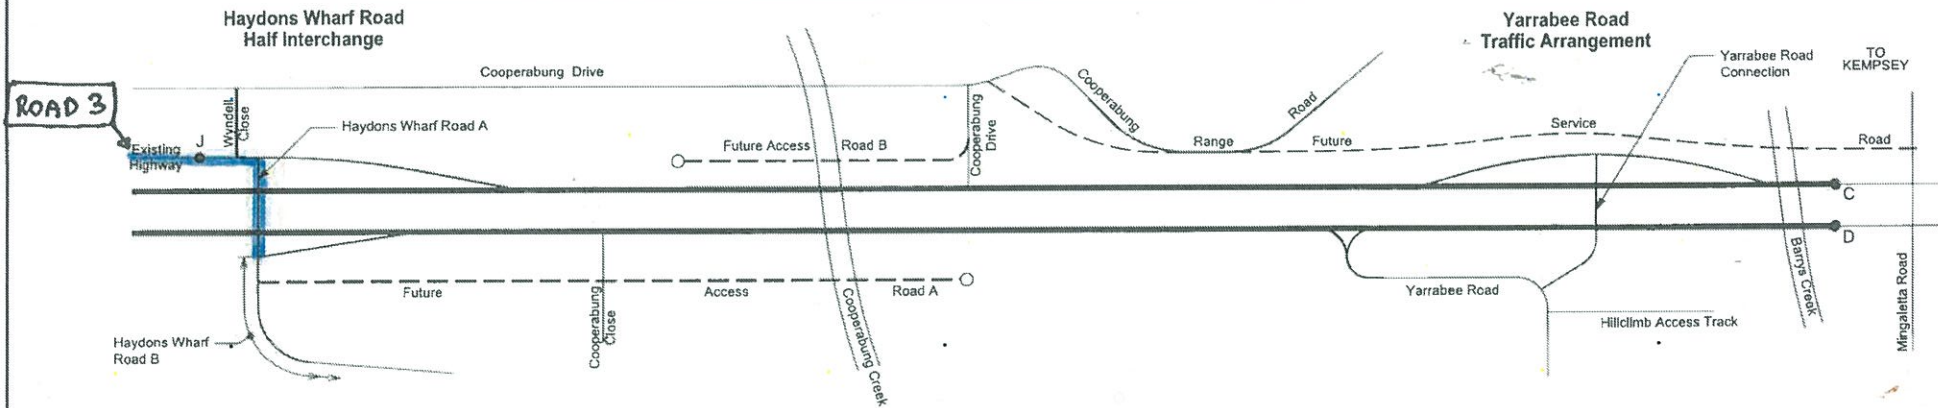 Haydons Wharf Road
Half Interchange
Yarrabee Road
Traffic Arrangement
Yarrabee Road
Connection
TO
KEMPSEY
Cooperabung Drive
ROAD 3
Wyndell
Close
Haydons Wharf Road A
J
Existing
Highway
Future Access Road B
Cooperabung
Drive
Cooperabung
Range
Road
Future
Service
Road
C
D
Future
Access
Road A
Cooperabung
Close
Cooperabung Creek
Yarrabee Road
Hillclimb Access Track
Barrys Creek
Mingaletta Road
Haydons Wharf
Road B